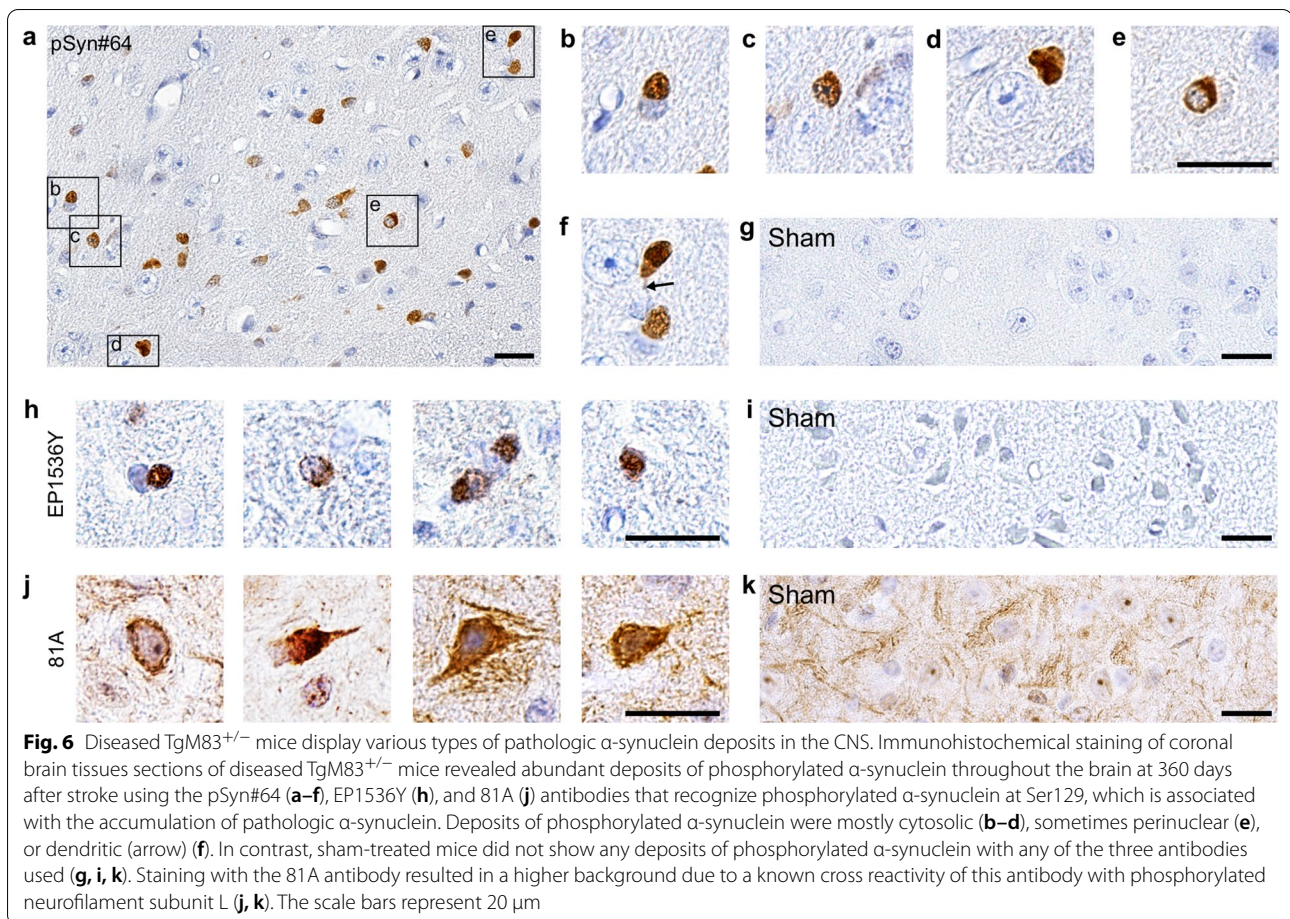 a pSyn#64 e b c d e
b
e
c
d
f g Sham
h EP1536Y i Sham
j 81A k Sham
Fig. 6 Diseased TgM83+/− mice display various types of pathologic α-synuclein deposits in the CNS. Immunohistochemical staining of coronal
brain tissues sections of diseased TgM83+/− mice revealed abundant deposits of phosphorylated α-synuclein throughout the brain at 360 days
after stroke using the pSyn#64 (a–f), EP1536Y (h), and 81A (j) antibodies that recognize phosphorylated α-synuclein at Ser129, which is associated
with the accumulation of pathologic α-synuclein. Deposits of phosphorylated α-synuclein were mostly cytosolic (b–d), sometimes perinuclear (e),
or dendritic (arrow) (f). In contrast, sham-treated mice did not show any deposits of phosphorylated α-synuclein with any of the three antibodies
used (g, i, k). Staining with the 81A antibody resulted in a higher background due to a known cross reactivity of this antibody with phosphorylated
neurofilament subunit L (j, k). The scale bars represent 20 μm